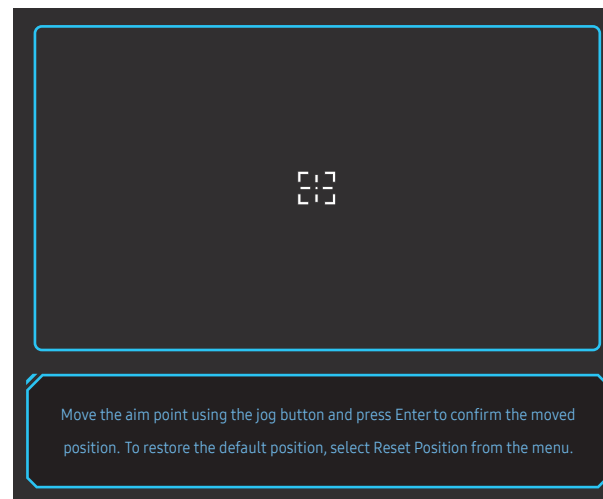 Move the aim point using the jog button and press Enter to confirm the moved
position. To restore the default position, select Reset Position from the menu.